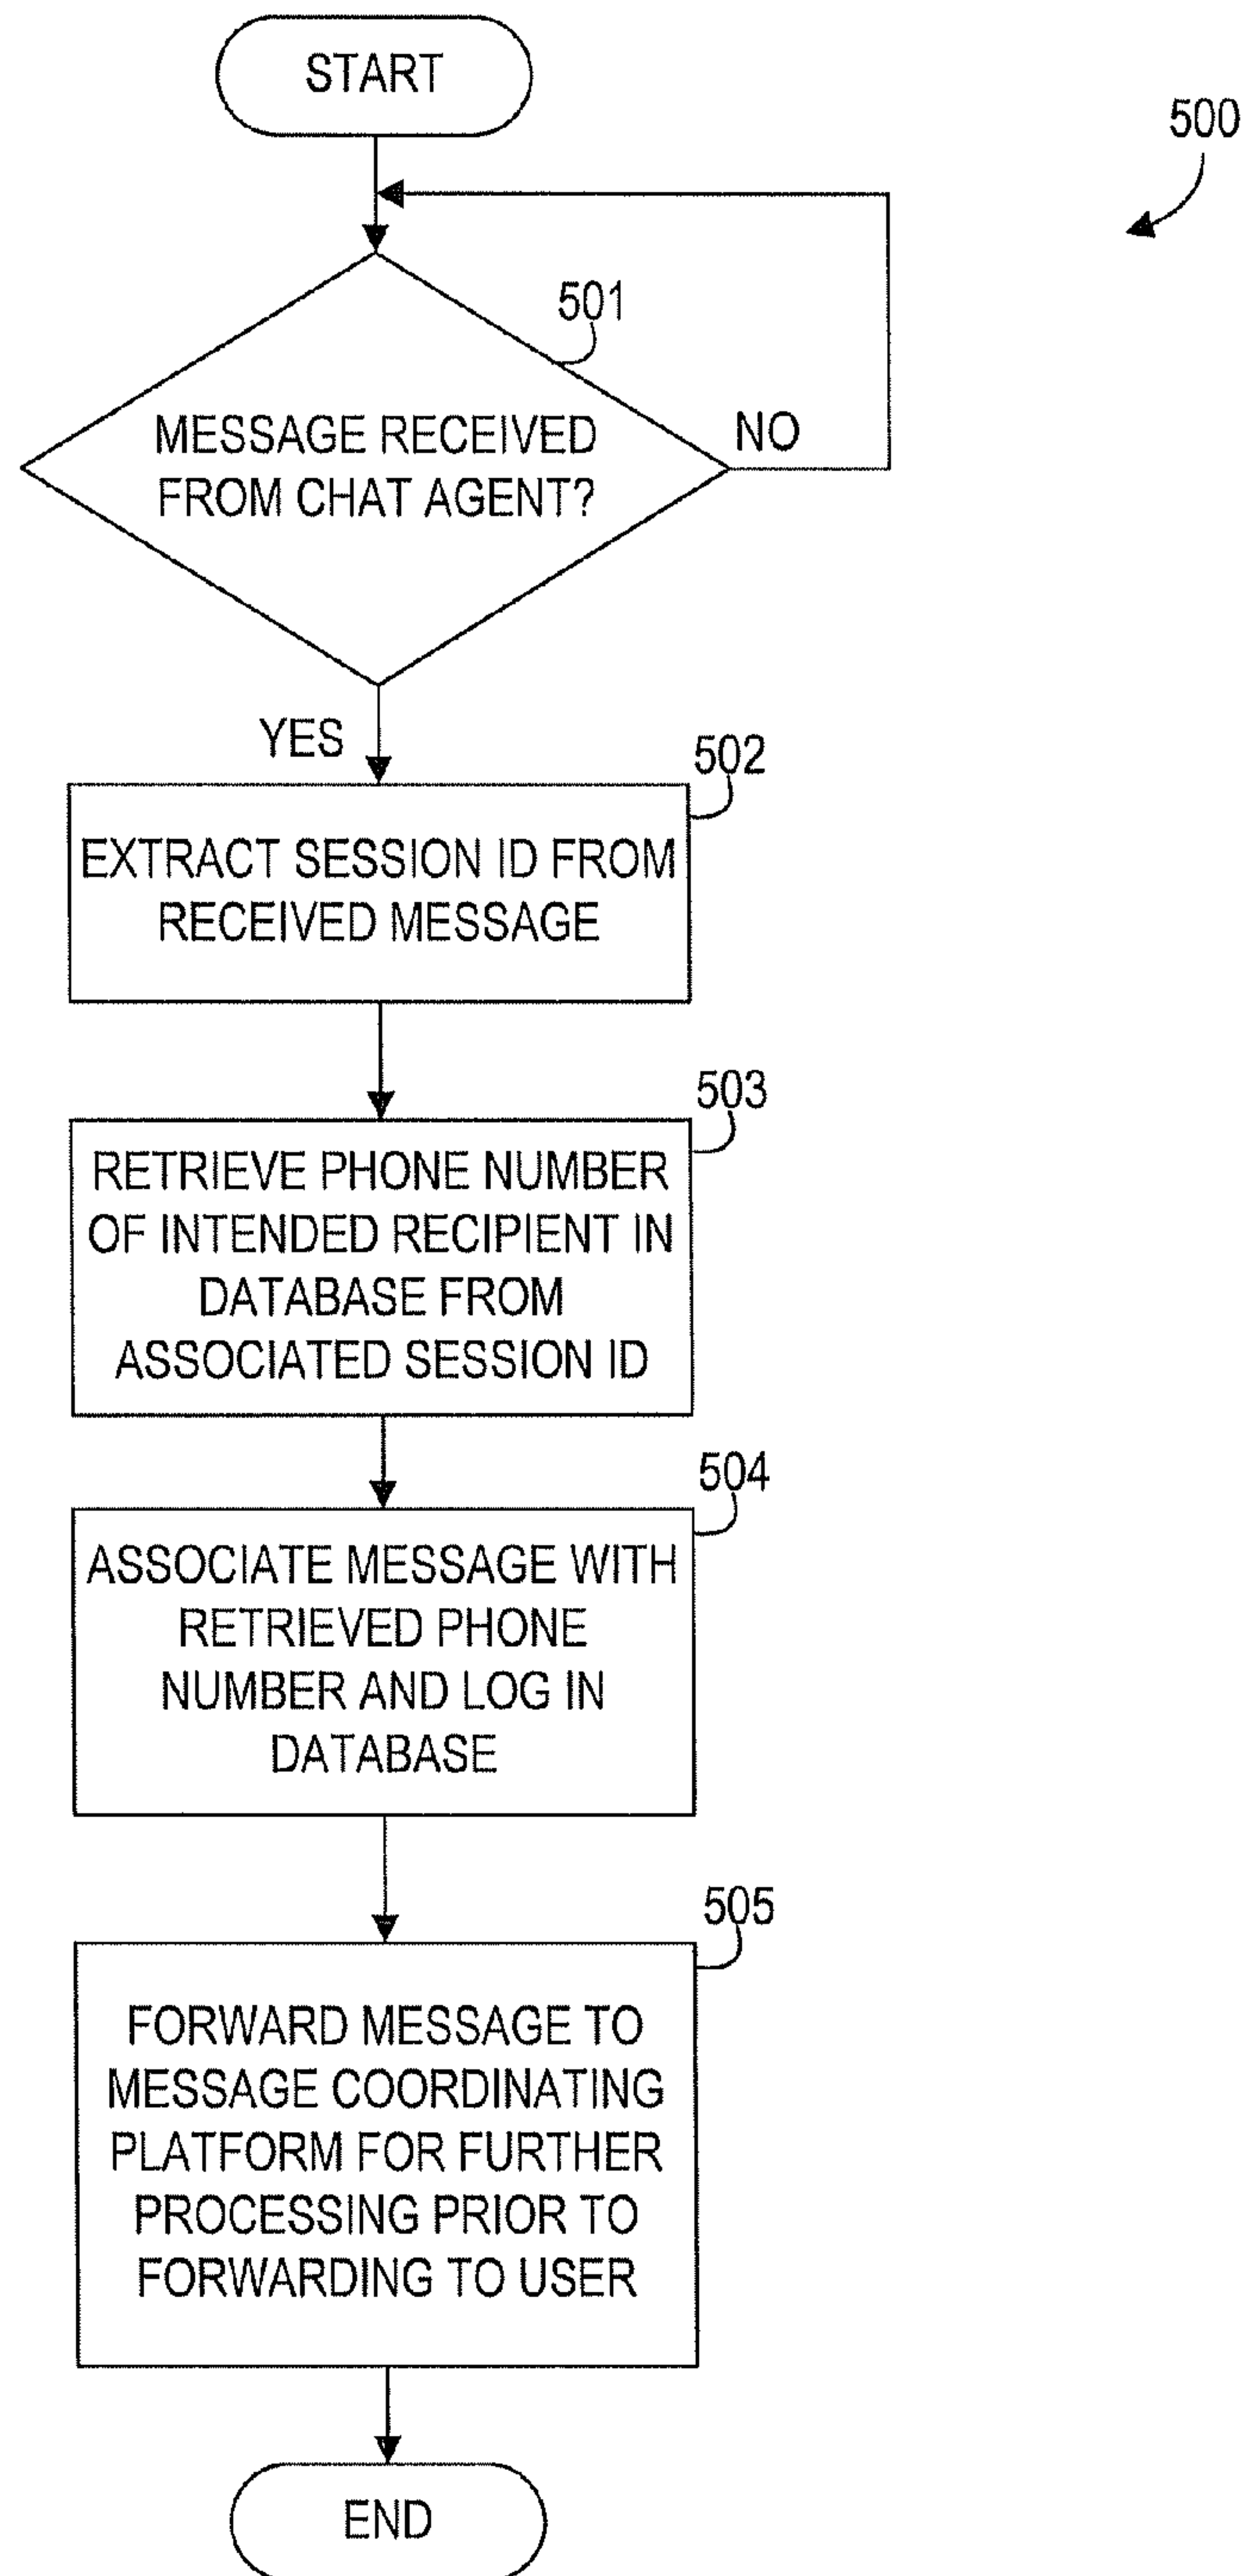 START
500
501
MESSAGE RECEIVED
FROM CHAT AGENT?
NO
YES
502
EXTRACT SESSION ID FROM
RECEIVED MESSAGE
503
RETRIEVE PHONE NUMBER
OF INTENDED RECIPIENT IN
DATABASE FROM
ASSOCIATED SESSION ID
504
ASSOCIATE MESSAGE WITH
RETRIEVED PHONE
NUMBER AND LOG IN
DATABASE
505
FORWARD MESSAGE TO
MESSAGE COORDINATING
PLATFORM FOR FURTHER
PROCESSING PRIOR TO
FORWARDING TO USER
END